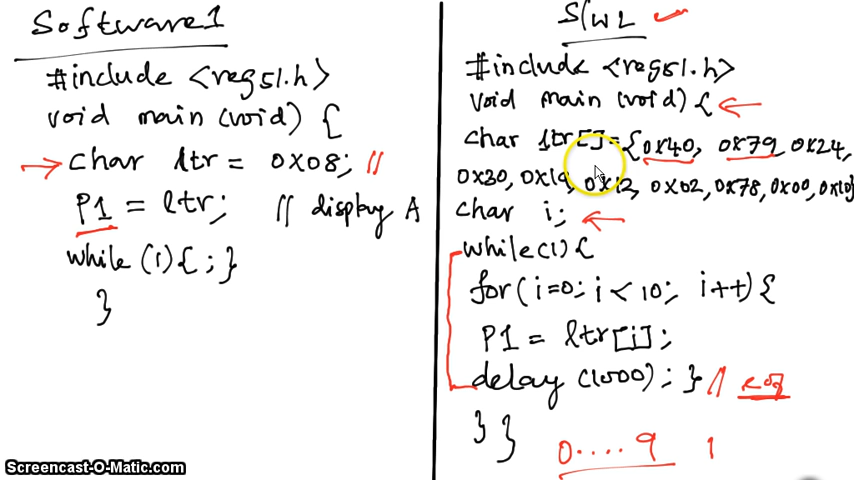 Software1
#include <reg51.h>
void main (void) {
→ char ltr = 0X08; //
P1 = ltr; // display A
while (1) { ; }
}
S/W 2 ✓
#include <reg51.h>
void main (void) { ←
char ltr[] = {0x40, 0x79, 0x24,
0x30, 0x19, 0x12, 0x02, 0x78, 0x00, 0x10}
char i; ←
while(1) {
for (i=0; i < 10; i++) {
P1 = ltr[i];
delay (1000); } // eof
} }
0....9 1
Screencast-O-Matic.com